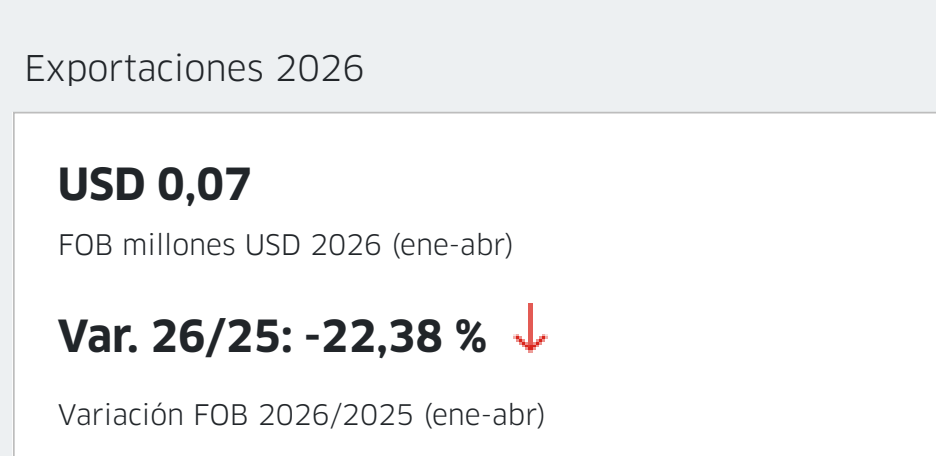 Exportaciones 2026
USD 0,07
FOB millones USD 2026 (ene-abr)
Var. 26/25: -22,38 %
Variación FOB 2026/2025 (ene-abr)